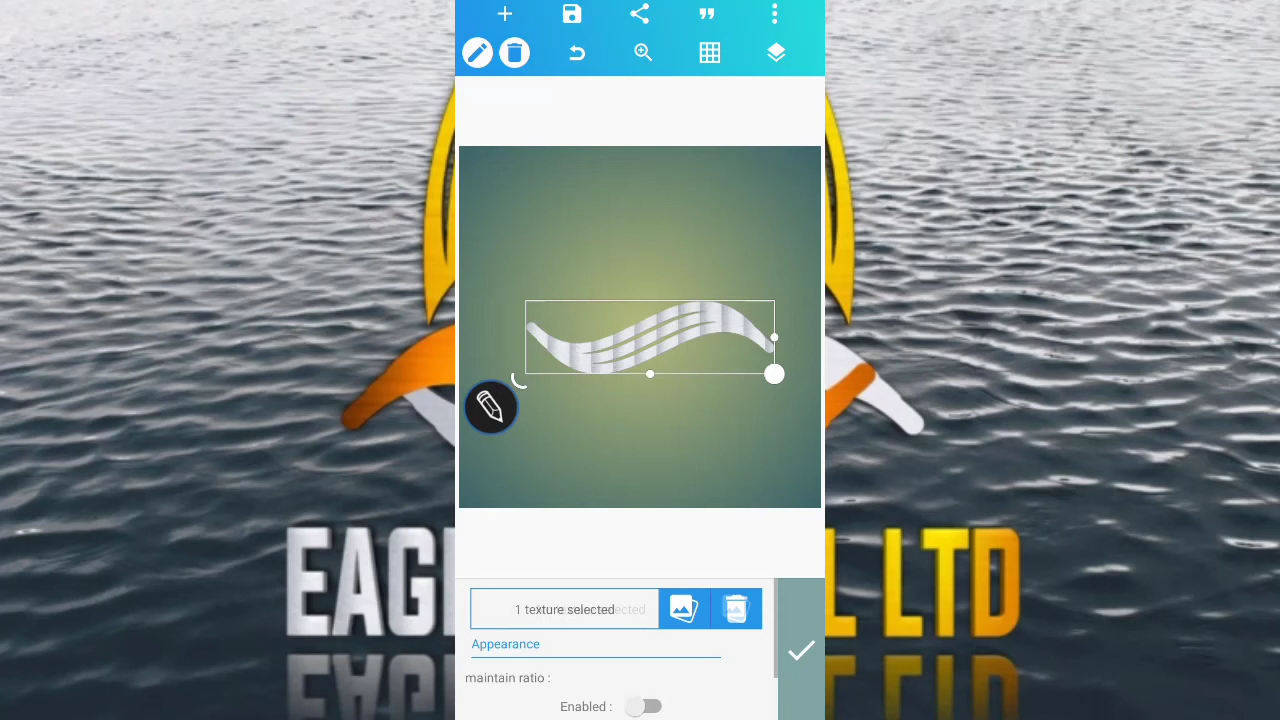 1 texture selected
Appearance
maintain ratio :
Enabled :
EAG
L LTD